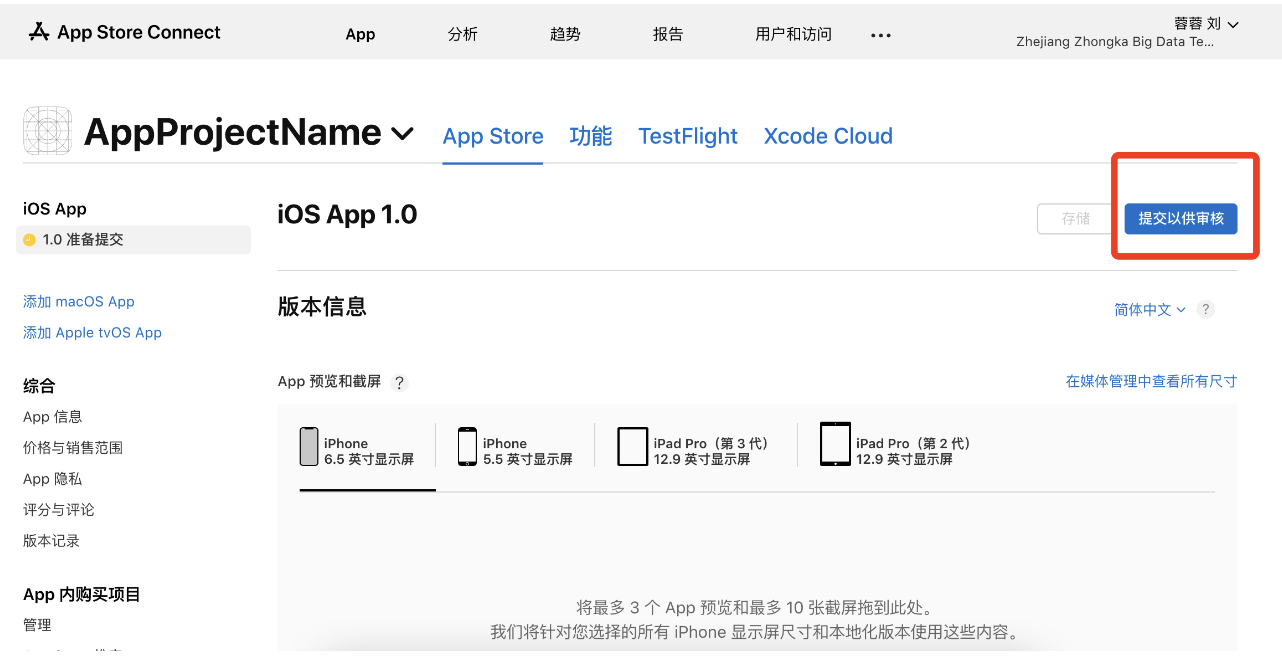 App Store Connect
App
分析
趋势
报告
用户和访问
蓉蓉 刘
Zhejiang Zhongka Big Data Te...
AppProjectName
App Store
功能
TestFlight
Xcode Cloud
iOS App
1.0 准备提交
iOS App 1.0
存储
提交以供审核
添加 macOS App
添加 Apple tvOS App
版本信息
简体中文
?
综合
App 信息
价格与销售范围
App 隐私
评分与评论
版本记录
App 预览和截屏 ?
在媒体管理中查看所有尺寸
iPhone
6.5 英寸显示屏
iPhone
5.5 英寸显示屏
iPad Pro（第 3 代）
12.9 英寸显示屏
iPad Pro（第 2 代）
12.9 英寸显示屏
App 内购买项目
管理
将最多 3 个 App 预览和最多 10 张截屏拖到此处。
我们将针对您选择的所有 iPhone 显示屏尺寸和本地化版本使用这些内容。